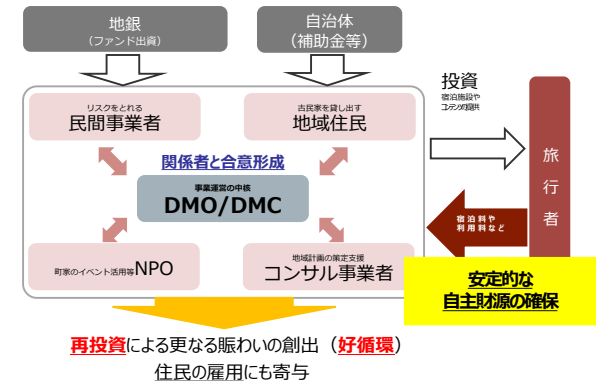 地銀
（ファンド出資）
自治体
（補助金等）
リスクをとれる
民間事業者
古民家を貸し出す
地域住民
投資
宿泊施設や
コンテンツの提供
旅行者
関係者と合意形成
事業運営の中核
DMO/DMC
宿泊料や
利用料など
町家のイベント活用等NPO
地域計画の策定支援
コンサル事業者
安定的な
自主財源の確保
再投資による更なる賑わいの創出（好循環）
住民の雇用にも寄与